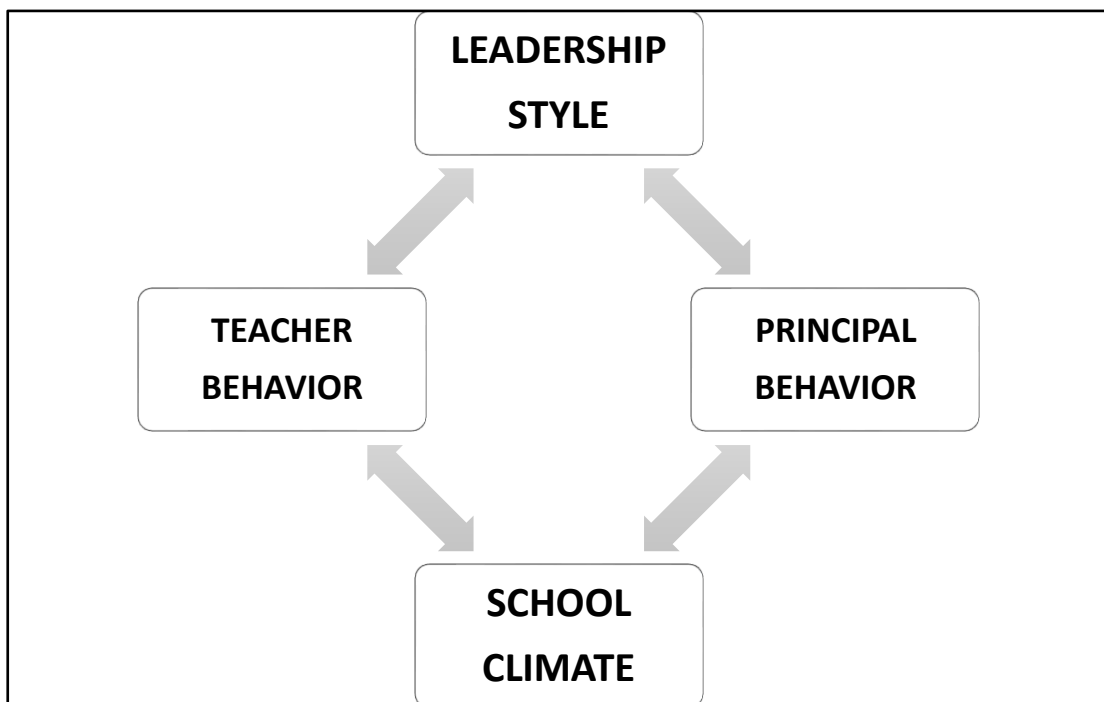 LEADERSHIP
STYLE
TEACHER
BEHAVIOR
PRINCIPAL
BEHAVIOR
SCHOOL
CLIMATE